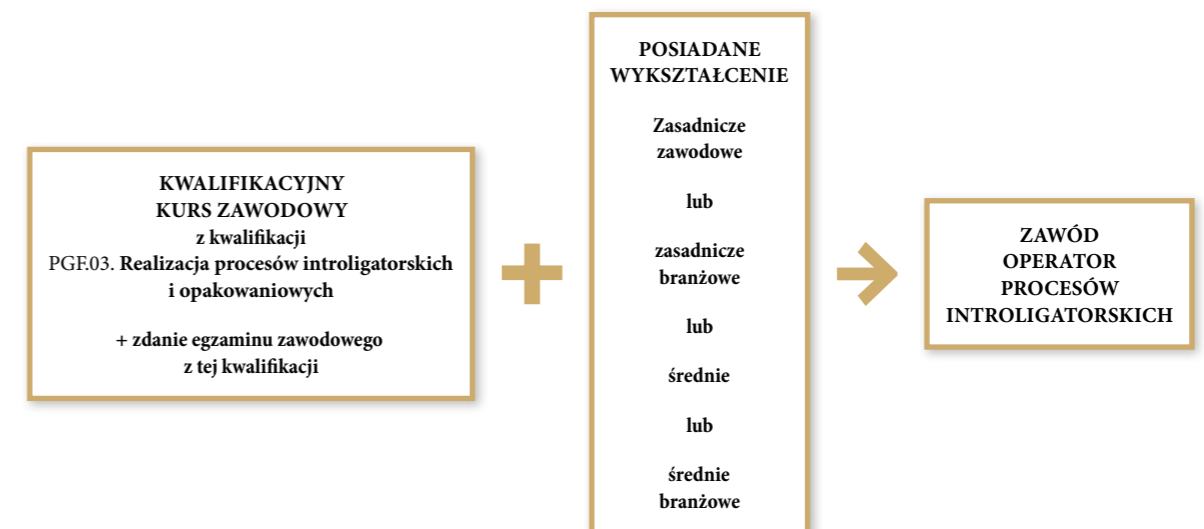 KWALIFIKACYJNY
KURS ZAWODOWY
z kwalifikacji
PGF.03. Realizacja procesów introligatorskich
i opakowaniowych
+ zdanie egzaminu zawodowego
z tej kwalifikacji
POSIADANE
WYKSZTAŁCENIE
Zasadnicze
zawodowe
lub
zasadnicze
branżowe
lub
średnie
lub
średnie
branżowe
ZAWÓD
OPERATOR
PROCESÓW
INTROLIGATORSKICH